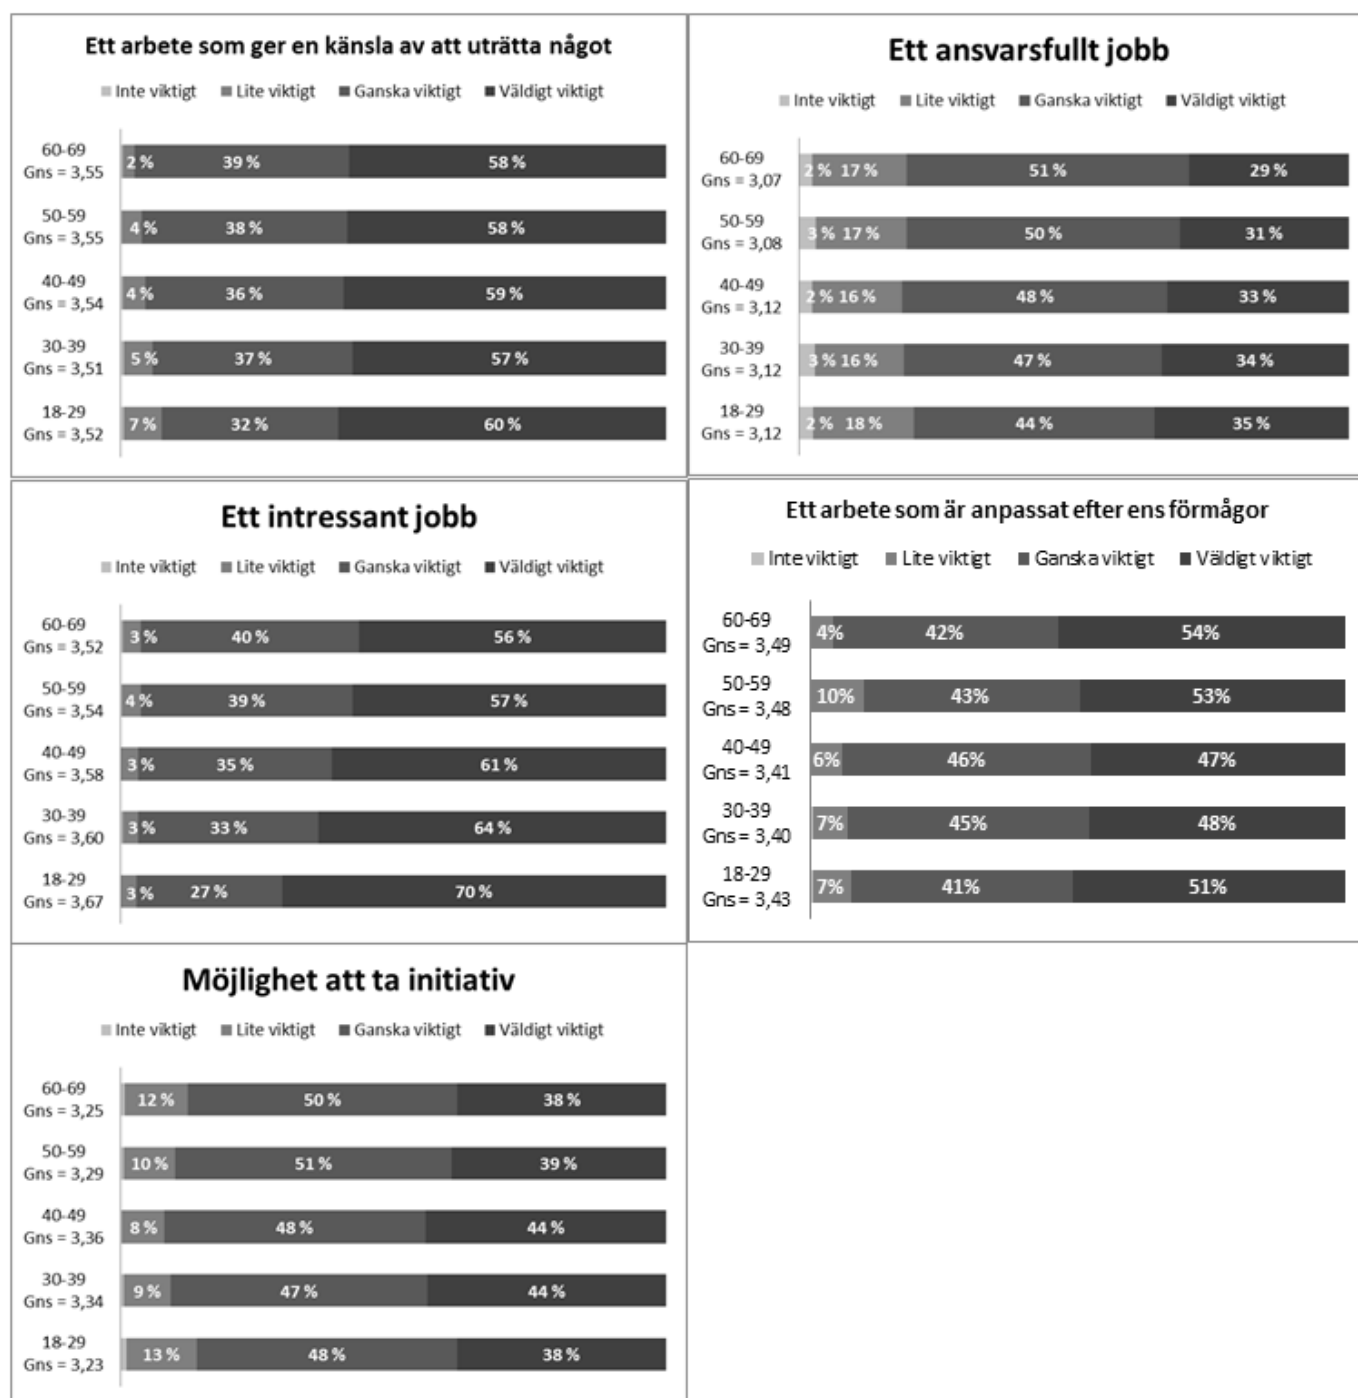 Ett arbete som ger en känsla av att uträtta något
Inte viktigt Lite viktigt Ganska viktigt Väldigt viktigt
60-69
Gns = 3,55
2 % 39 % 58 %
50-59
Gns = 3,55
4 % 38 % 58 %
40-49
Gns = 3,54
4 % 36 % 59 %
30-39
Gns = 3,51
5 % 37 % 57 %
18-29
Gns = 3,52
7 % 32 % 60 %
Ett ansvarsfullt jobb
Inte viktigt Lite viktigt Ganska viktigt Väldigt viktigt
60-69
Gns = 3,07
2 % 17 % 51 % 29 %
50-59
Gns = 3,08
3 % 17 % 50 % 31 %
40-49
Gns = 3,12
2 % 16 % 48 % 33 %
30-39
Gns = 3,12
3 % 16 % 47 % 34 %
18-29
Gns = 3,12
2 % 18 % 44 % 35 %
Ett intressant jobb
Inte viktigt Lite viktigt Ganska viktigt Väldigt viktigt
60-69
Gns = 3,52
3 % 40 % 56 %
50-59
Gns = 3,54
4 % 39 % 57 %
40-49
Gns = 3,58
3 % 35 % 61 %
30-39
Gns = 3,60
3 % 33 % 64 %
18-29
Gns = 3,67
3 % 27 % 70 %
Ett arbete som är anpassat efter ens förmågor
Inte viktigt Lite viktigt Ganska viktigt Väldigt viktigt
60-69
Gns = 3,49
4% 42% 54%
50-59
Gns = 3,48
10% 43% 53%
40-49
Gns = 3,41
6% 46% 47%
30-39
Gns = 3,40
7% 45% 48%
18-29
Gns = 3,43
7% 41% 51%
Möjlighet att ta initiativ
Inte viktigt Lite viktigt Ganska viktigt Väldigt viktigt
60-69
Gns = 3,25
12 % 50 % 38 %
50-59
Gns = 3,29
10 % 51 % 39 %
40-49
Gns = 3,36
8 % 48 % 44 %
30-39
Gns = 3,34
9 % 47 % 44 %
18-29
Gns = 3,23
13 % 48 % 38 %